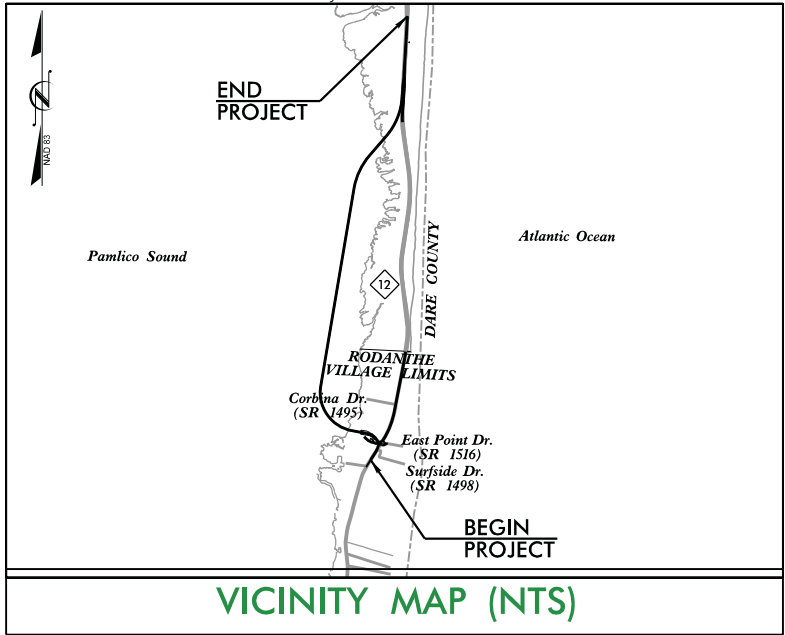 END
PROJECT
NAD 83
Pamlico Sound
Atlantic Ocean
DARE COUNTY
12
RODANTHE
VILLAGE LIMITS
Corbina Dr.
(SR 1495)
East Point Dr.
(SR 1516)
Surfside Dr.
(SR 1498)
BEGIN
PROJECT
VICINITY MAP (NTS)